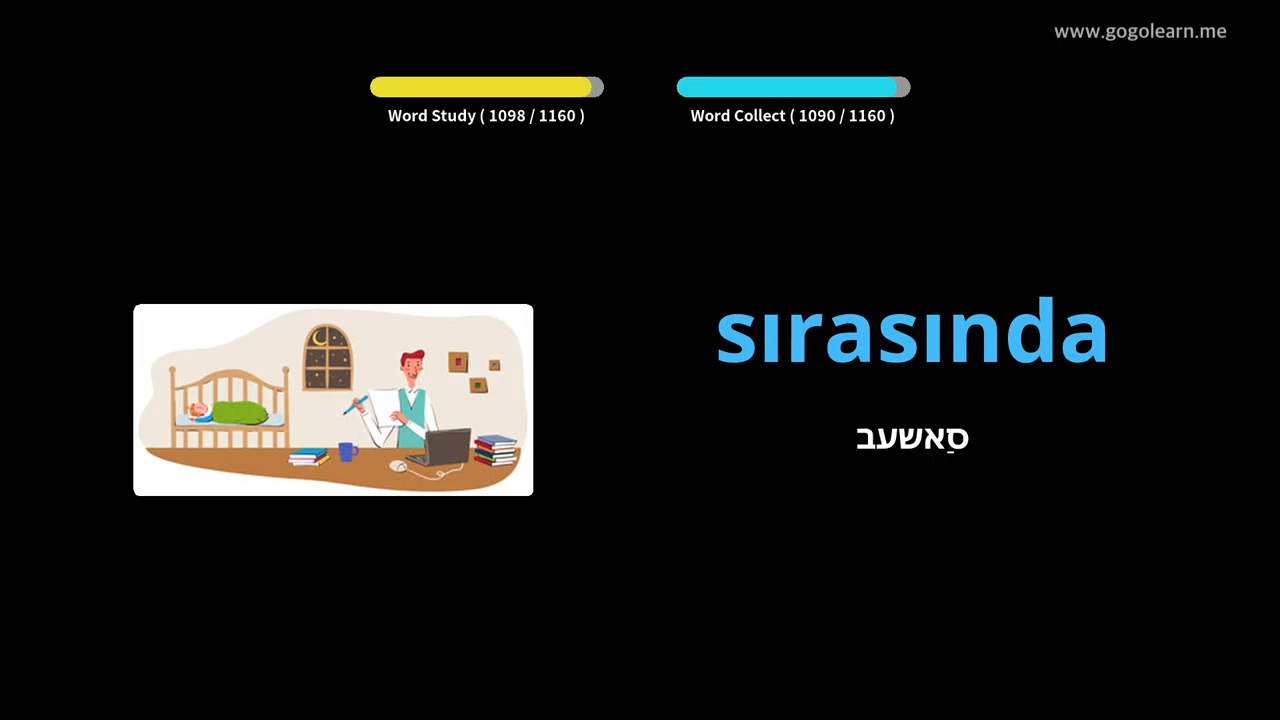 www.gogolearn.me
Word Study ( 1098 / 1160 )
Word Collect ( 1090 / 1160 )
sırasında
סַאשעב